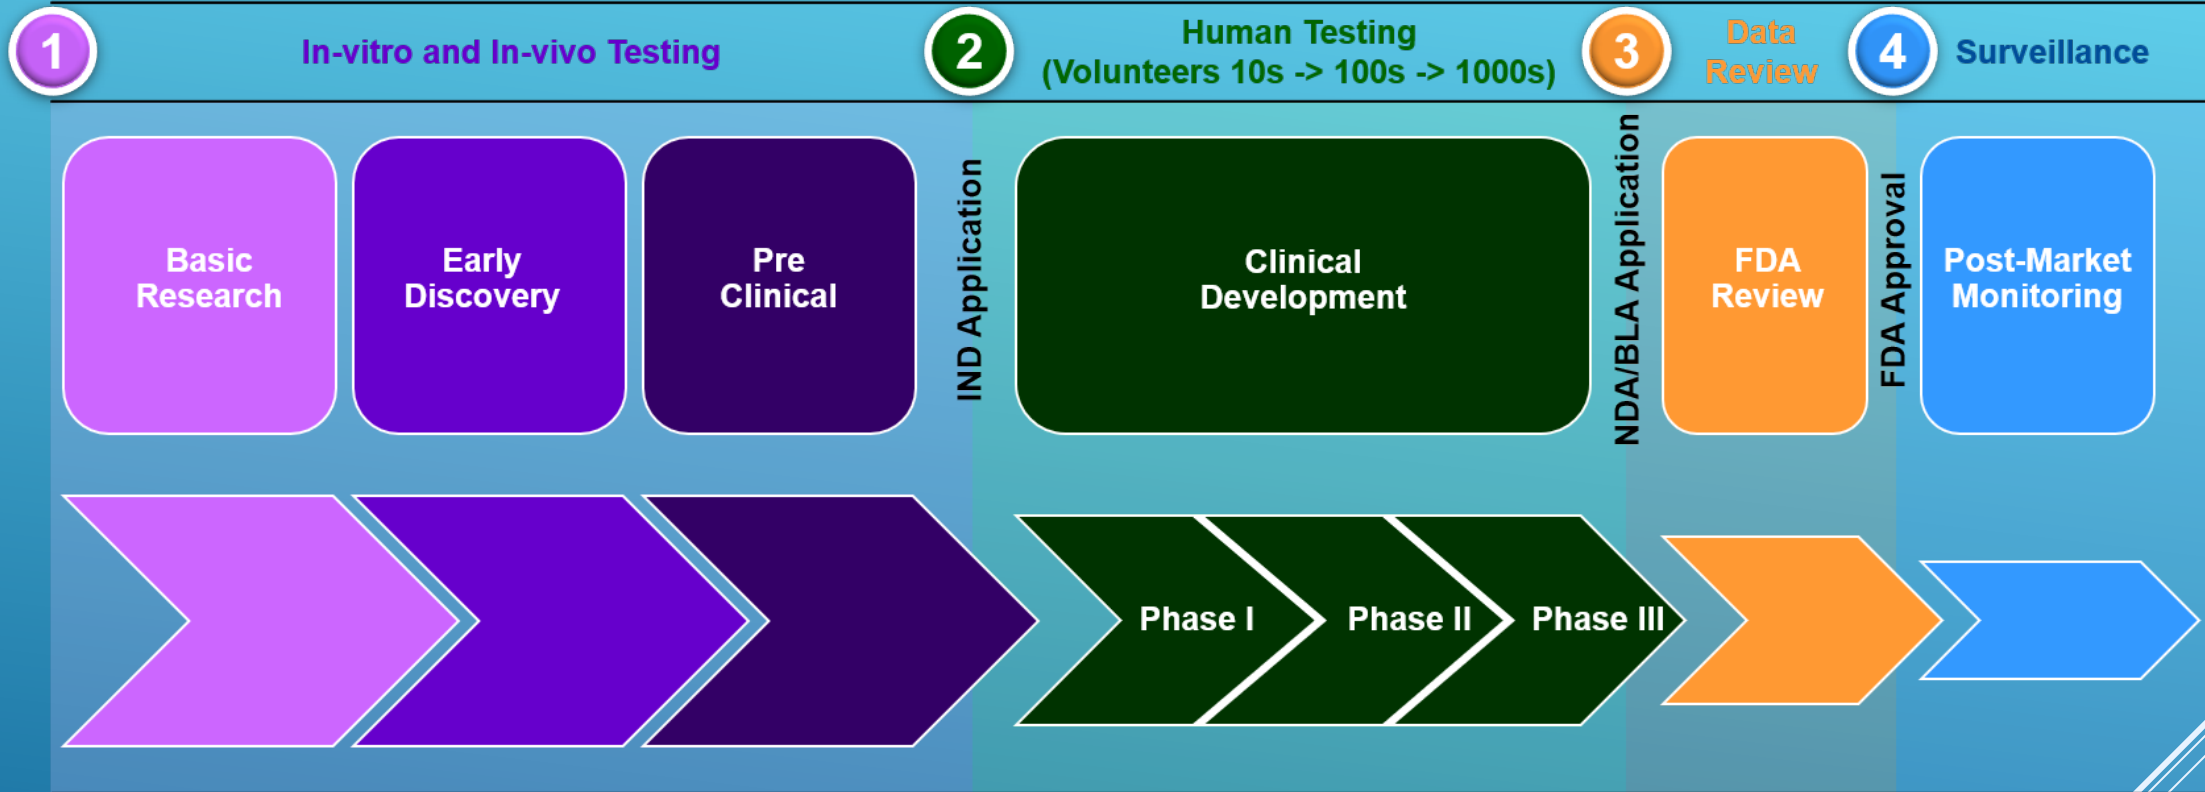 1
In-vitro and In-vivo Testing
2
Human Testing
(Volunteers 10s -> 100s -> 1000s)
3
Data
Review
4
Surveillance
Basic
Research
Early
Discovery
Pre
Clinical
IND Application
Clinical
Development
NDA/BLA Application
FDA
Review
FDA Approval
Post-Market
Monitoring
Phase I
Phase II
Phase III